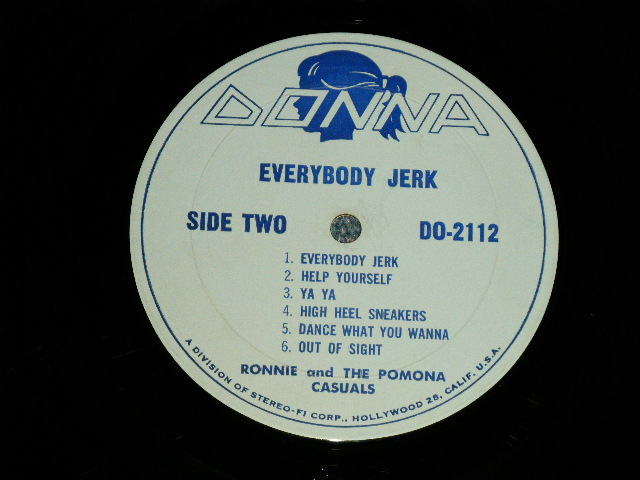 DONNA
EVERYBODY JERK
SIDE TWO DO-2112
1. EVERYBODY JERK
2. HELP YOURSELF
3. YA YA
4. HIGH HEEL SNEAKERS
5. DANCE WHAT YOU WANNA
6. OUT OF SIGHT
RONNIE and THE POMONA
CASUALS
A DIVISION OF STEREO-FI CORP., HOLLYWOOD 28, CALIF. U.S.A.